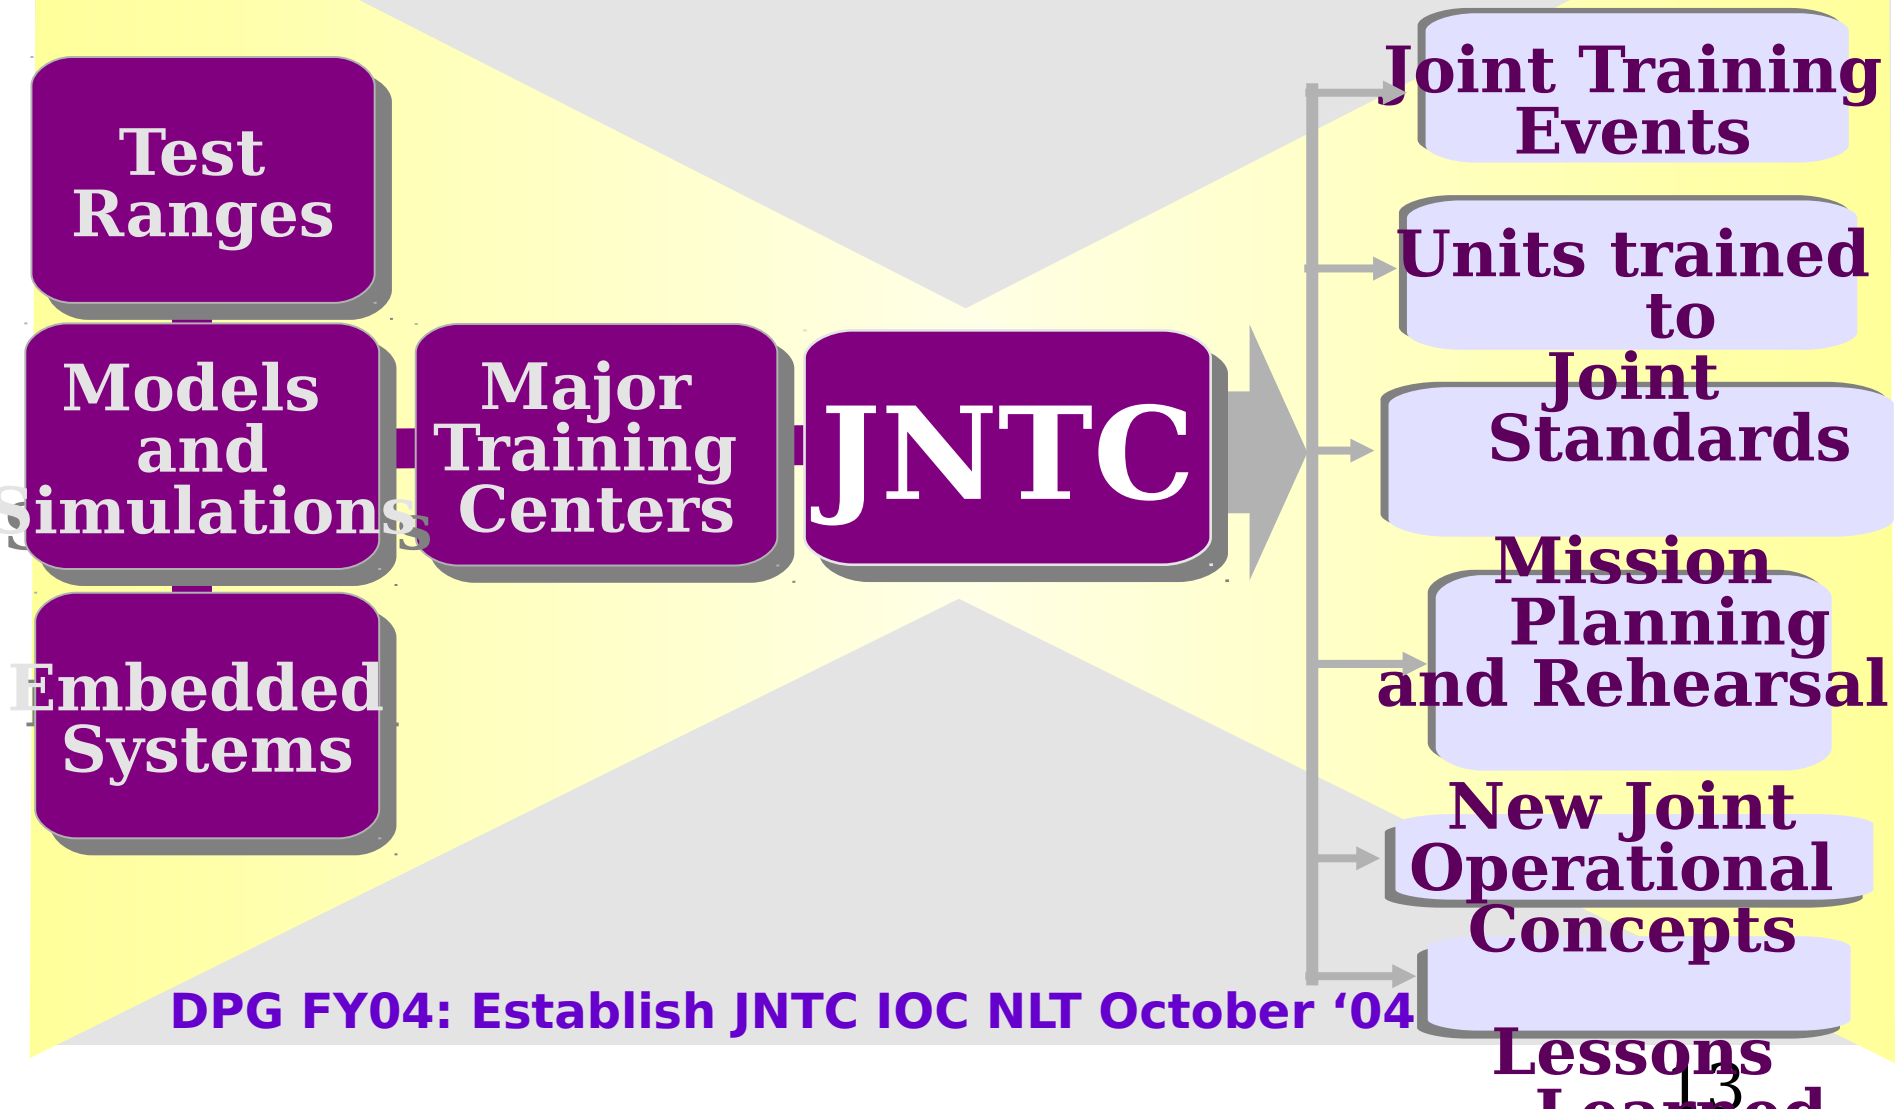 Test
Ranges
Models
and
Simulations
Embedded
Systems
Major
Training
Centers
JNTC
Joint Training
Events
Units trained
to
Joint
Standards
Mission
Planning
and Rehearsal
New Joint
Operational
Concepts
Lessons
Learned
DPG FY04: Establish JNTC IOC NLT October ‘04
13